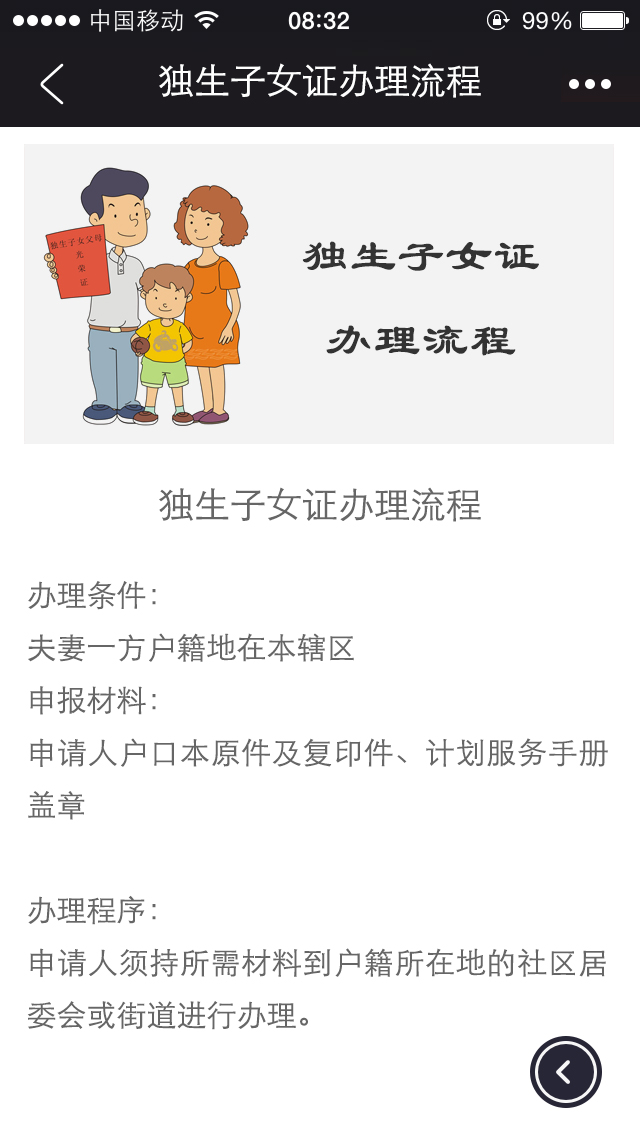 中国移动 08:32 99%
独生子女证办理流程
独生子女父母
光
荣
证
独生子女证
办理流程
独生子女证办理流程
办理条件：
夫妻一方户籍地在本辖区
申报材料：
申请人户口本原件及复印件、计划服务手册
盖章
办理程序：
申请人须持所需材料到户籍所在地的社区居
委会或街道进行办理。